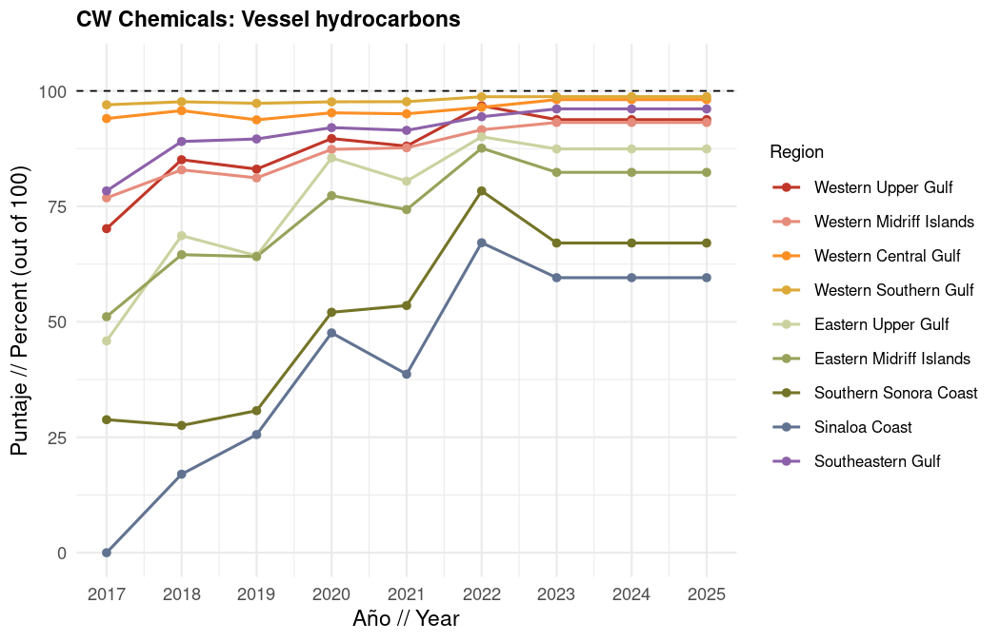 CW Chemicals: Vessel hydrocarbons
Puntaje // Percent (out of 100)
100
75
50
25
0
2017 2018 2019 2020 2021 2022 2023 2024 2025
Año // Year
Region
Western Upper Gulf
Western Midriff Islands
Western Central Gulf
Western Southern Gulf
Eastern Upper Gulf
Eastern Midriff Islands
Southern Sonora Coast
Sinaloa Coast
Southeastern Gulf